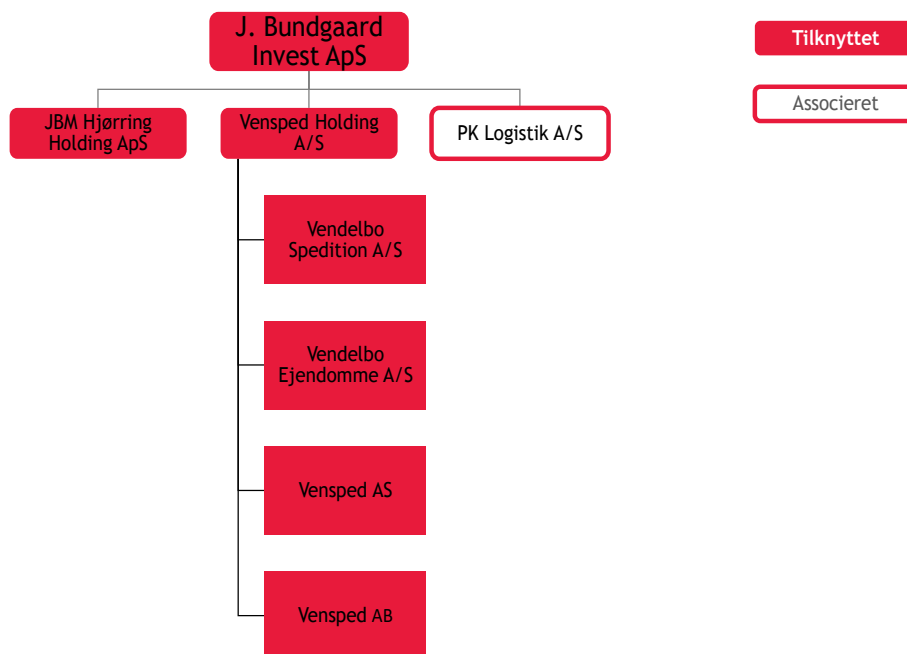 J. Bundgaard
Invest ApS
Tilknyttet
Associeret
JBM Hjørring
Holding ApS
Vensped Holding
A/S
PK Logistik A/S
Vendelbo
Spedition A/S
Vendelbo
Ejendomme A/S
Vensped AS
Vensped AB